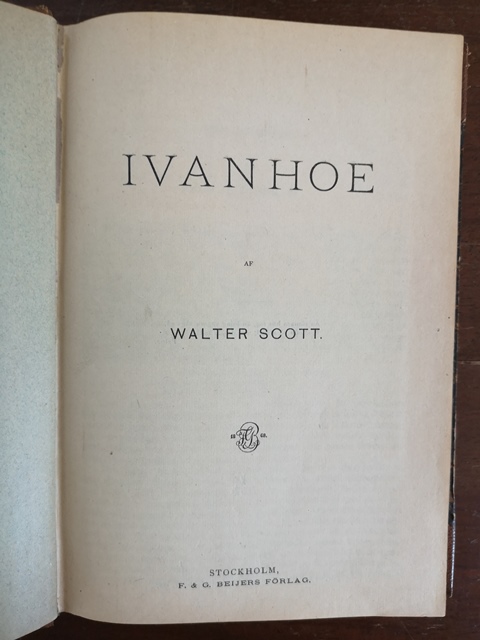 IVANHOE
AF
WALTER SCOTT.
STOCKHOLM,
F. & G. BEIJERS FÖRLAG.